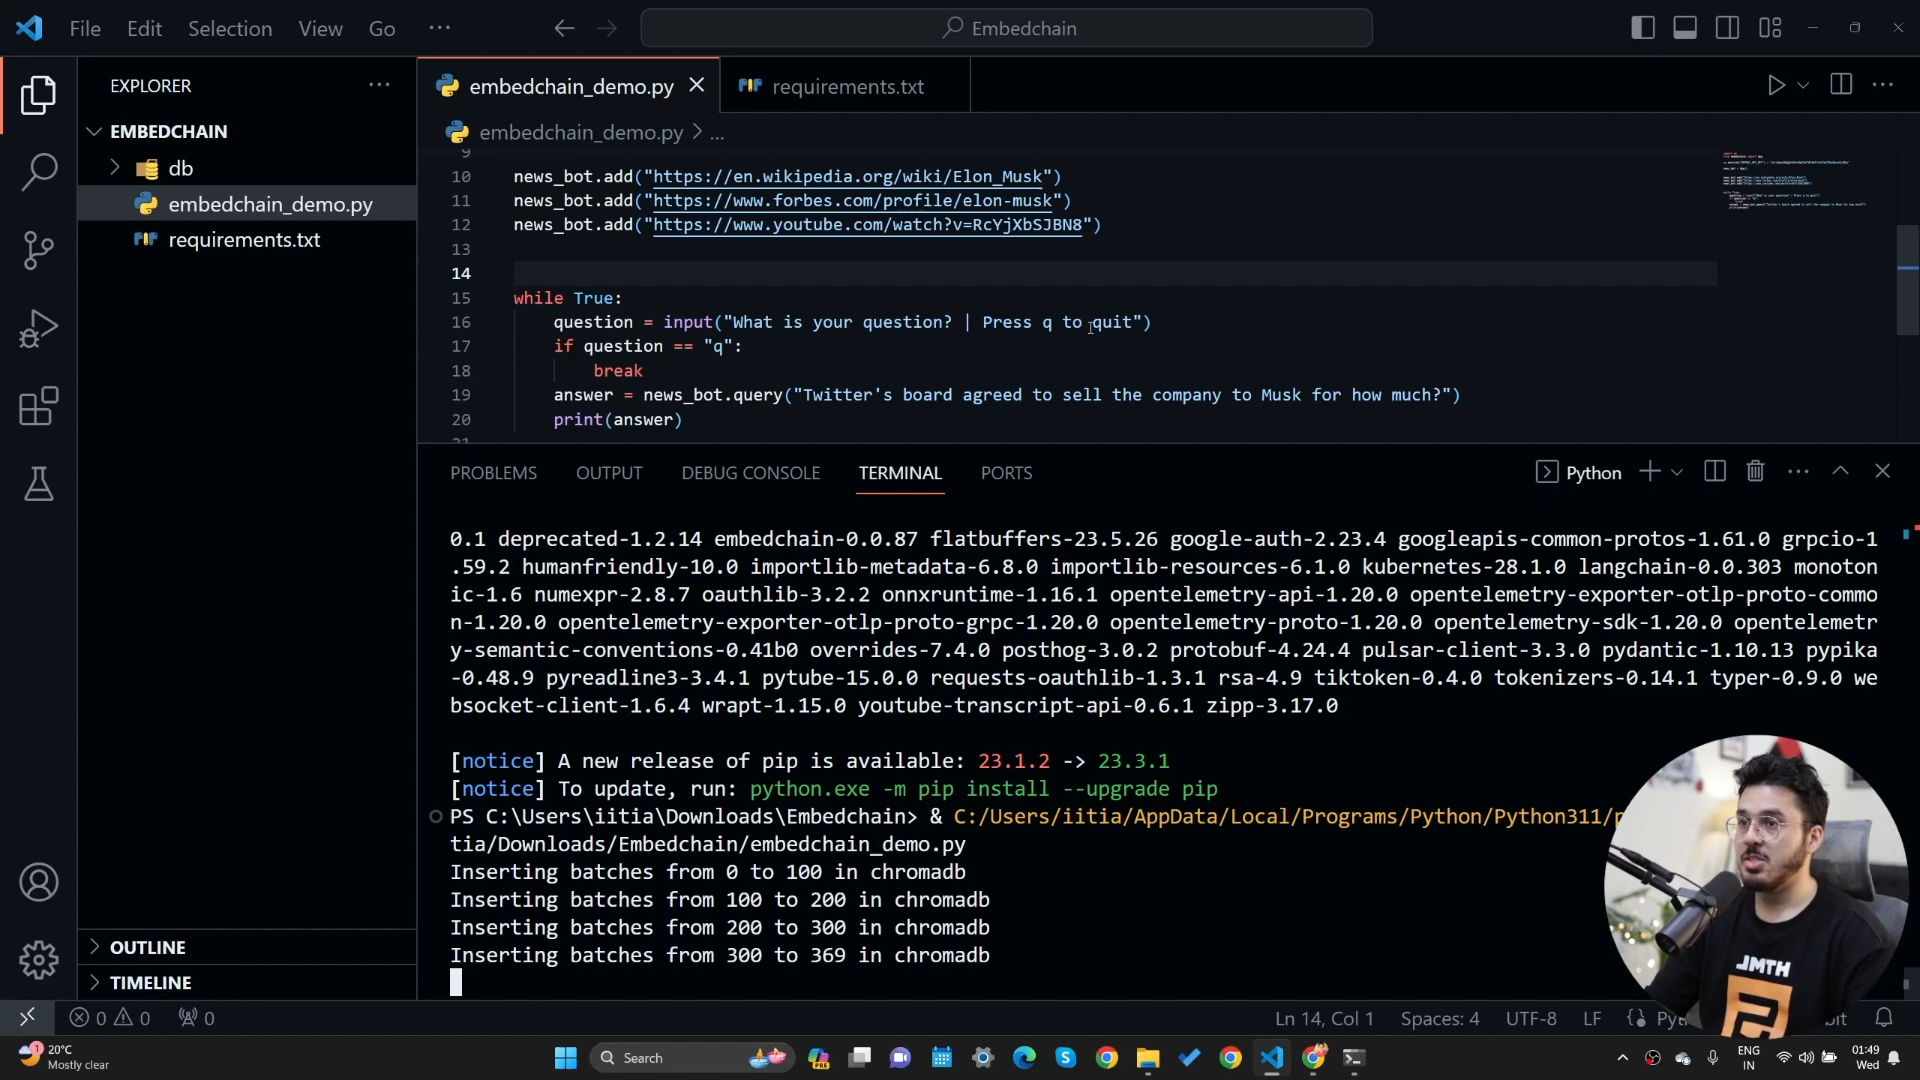 File Edit Selection View Go ··· Embedchain
EXPLORER ···
EMBEDCHAIN
db
embedchain_demo.py
requirements.txt
OUTLINE
TIMELINE
embedchain_demo.py requirements.txt
embedchain_demo.py > ...
9
10 news_bot.add("https://en.wikipedia.org/wiki/Elon_Musk")
11 news_bot.add("https://www.forbes.com/profile/elon-musk")
12 news_bot.add("https://www.youtube.com/watch?v=RcYjXbSJBN8")
13
14
15 while True:
16 question = input("What is your question? | Press q to quit")
17 if question == "q":
18 break
19 answer = news_bot.query("Twitter's board agreed to sell the company to Musk for how much?")
20 print(answer)
21
PROBLEMS OUTPUT DEBUG CONSOLE TERMINAL PORTS Python
0.1 deprecated-1.2.14 embedchain-0.0.87 flatbuffers-23.5.26 google-auth-2.23.4 googleapis-common-protos-1.61.0 grpcio-1
.59.2 humanfriendly-10.0 importlib-metadata-6.8.0 importlib-resources-6.1.0 kubernetes-28.1.0 langchain-0.0.303 monoton
ic-1.6 numexpr-2.8.7 oauthlib-3.2.2 onnxruntime-1.16.1 opentelemetry-api-1.20.0 opentelemetry-exporter-otlp-proto-commo
n-1.20.0 opentelemetry-exporter-otlp-proto-grpc-1.20.0 opentelemetry-proto-1.20.0 opentelemetry-sdk-1.20.0 opentelemetr
y-semantic-conventions-0.41b0 overrides-7.4.0 posthog-3.0.2 protobuf-4.24.4 pulsar-client-3.3.0 pydantic-1.10.13 pypika
-0.48.9 pyreadline3-3.4.1 pytube-15.0.0 requests-oauthlib-1.3.1 rsa-4.9 tiktoken-0.4.0 tokenizers-0.14.1 typer-0.9.0 we
bsocket-client-1.6.4 wrapt-1.15.0 youtube-transcript-api-0.6.1 zipp-3.17.0
[notice] A new release of pip is available: 23.1.2 -> 23.3.1
[notice] To update, run: python.exe -m pip install --upgrade pip
PS C:\Users\iitia\Downloads\Embedchain> & C:/Users/iitia/AppData/Local/Programs/Python/Python311/p
tia/Downloads/Embedchain/embedchain_demo.py
Inserting batches from 0 to 100 in chromadb
Inserting batches from 100 to 200 in chromadb
Inserting batches from 200 to 300 in chromadb
Inserting batches from 300 to 369 in chromadb
HTML
0 0 0 Ln 14, Col 1 Spaces: 4 UTF-8 LF
20°C
Mostly clear
Search
ENG
IN
01:49
Wed